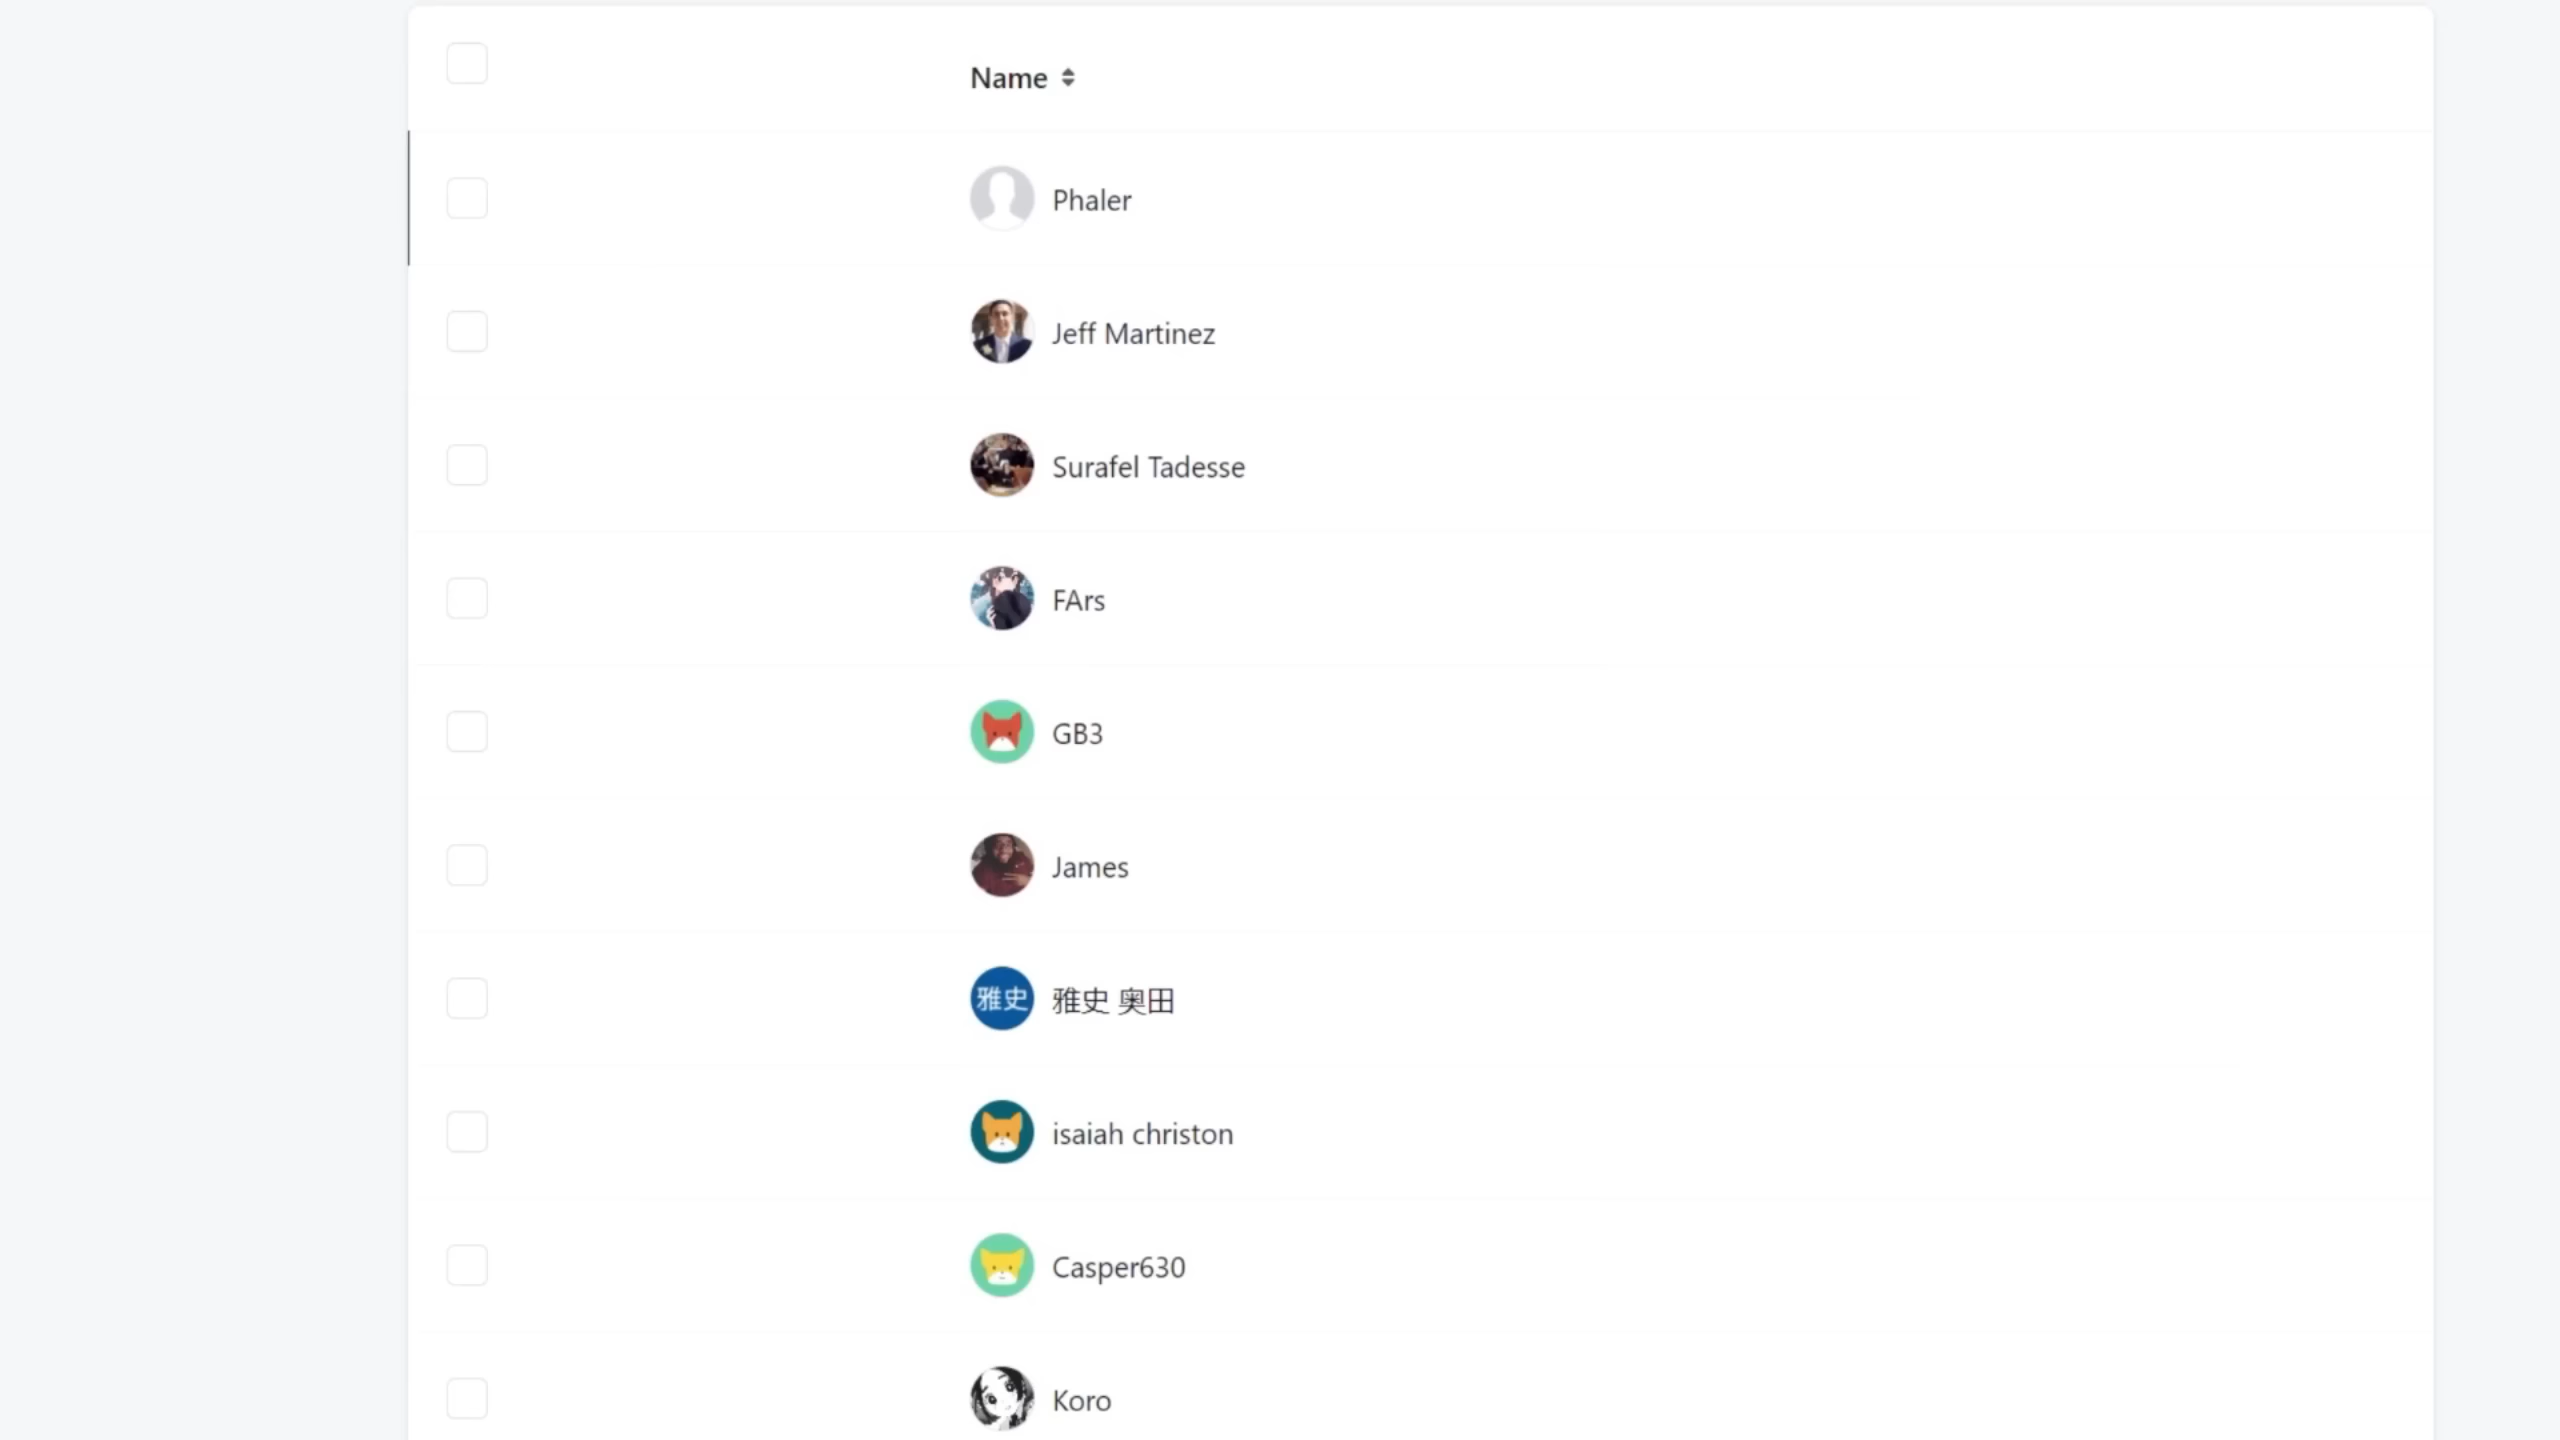 Name
Phaler
Jeff Martinez
Surafel Tadesse
FArs
GB3
James
雅史 雅史 奥田
isaiah christon
Casper630
Koro